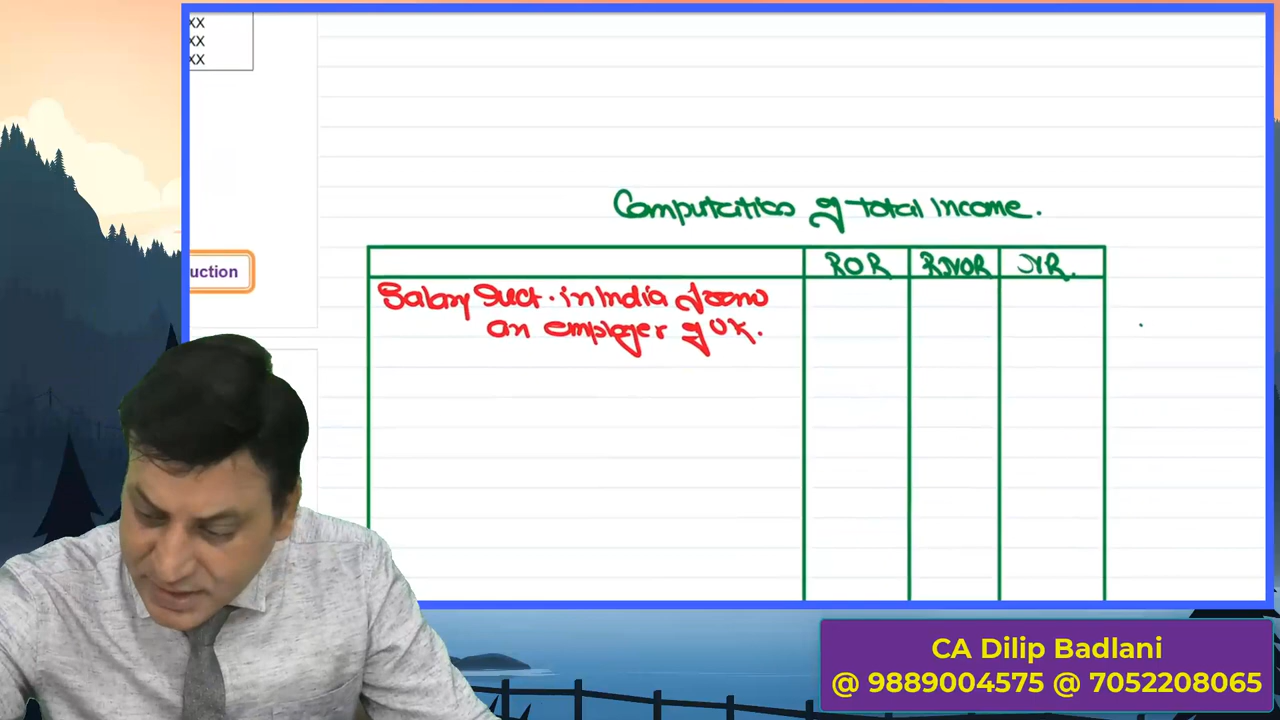 XX
XX
XX
Computation of Total Income.
ROR RNOR NR.
Salary Rect. in India from
an employer of UK.
uction
CA Dilip Badlani
@ 9889004575 @ 7052208065